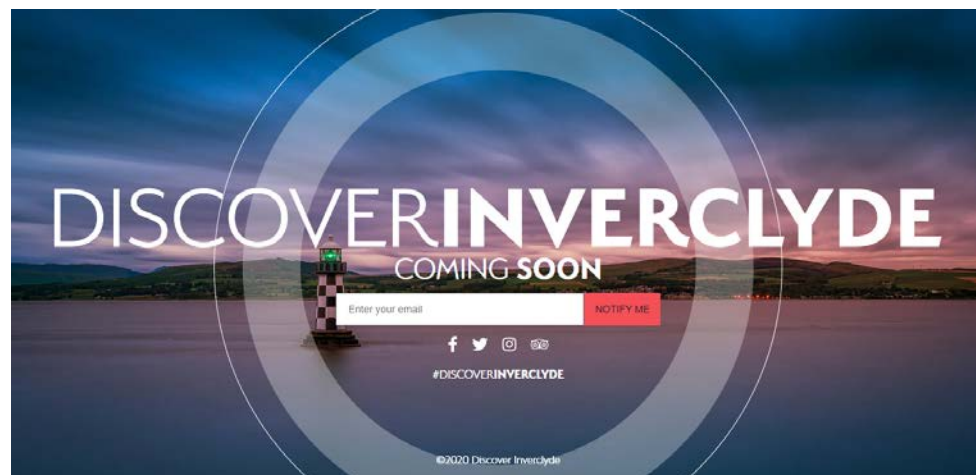 DISCOVERINVERCLYDE
COMING SOON
Enter your email NOTIFY ME
#DISCOVERINVERCLYDE
©2020 Discover Inverclyde